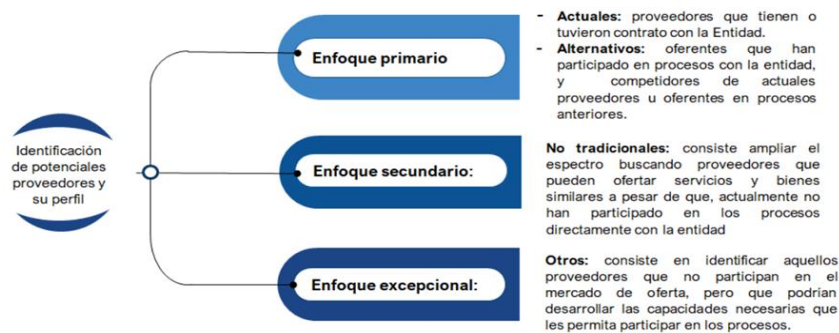 Identificación
de potenciales
proveedores y
su perfil
Enfoque primario
- Actuales: proveedores que tienen o
tuvieron contrato con la Entidad.
- Alternativos: oferentes que han
participado en procesos con la entidad,
y competidores de actuales
proveedores u oferentes en procesos
anteriores.
Enfoque secundario:
No tradicionales: consiste ampliar el
espectro buscando proveedores que
pueden ofertar servicios y bienes
similares a pesar de que, actualmente no
han participado en los procesos
directamente con la entidad
Enfoque excepcional:
Otros: consiste en identificar aquellos
proveedores que no participan en el
mercado de oferta, pero que podrían
desarrollar las capacidades necesarias que
les permita participar en los procesos.